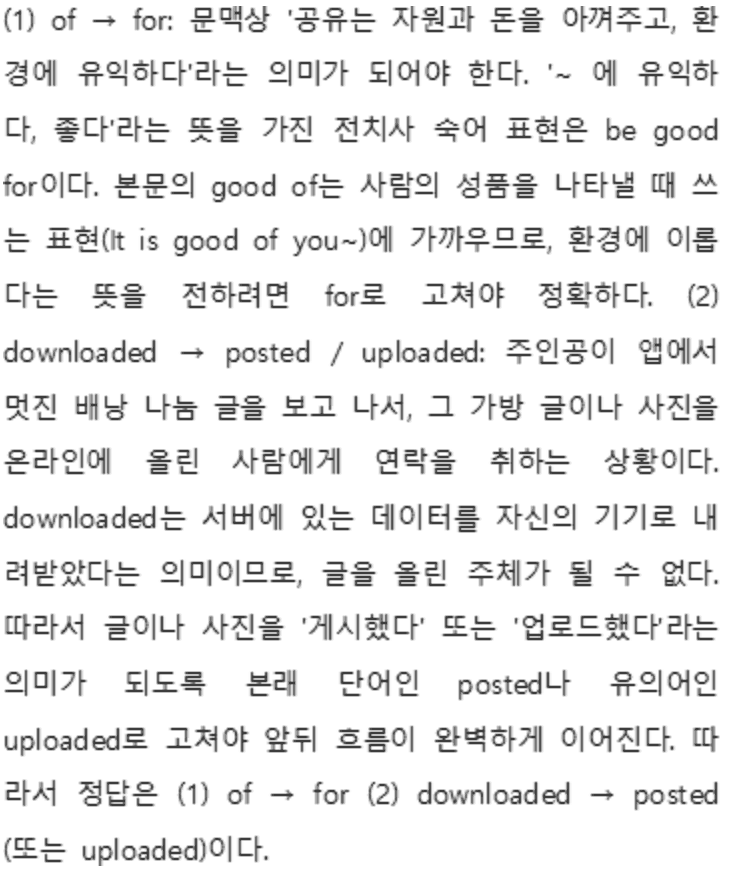 (1) of → for: 문맥상 '공유는 자원과 돈을 아껴주고, 환
경에 유익하다'라는 의미가 되어야 한다. '~ 에 유익하
다, 좋다'라는 뜻을 가진 전치사 숙어 표현은 be good
for이다. 본문의 good of는 사람의 성품을 나타낼 때 쓰
는 표현(It is good of you~)에 가까우므로, 환경에 이롭
다는 뜻을 전하려면 for로 고쳐야 정확하다. (2)
downloaded → posted / uploaded: 주인공이 앱에서
멋진 배낭 나눔 글을 보고 나서, 그 가방 글이나 사진을
온라인에 올린 사람에게 연락을 취하는 상황이다.
downloaded는 서버에 있는 데이터를 자신의 기기로 내
려받았다는 의미이므로, 글을 올린 주체가 될 수 없다.
따라서 글이나 사진을 '게시했다' 또는 '업로드했다'라는
의미가 되도록 본래 단어인 posted나 유의어인
uploaded로 고쳐야 앞뒤 흐름이 완벽하게 이어진다. 따
라서 정답은 (1) of → for (2) downloaded → posted
(또는 uploaded)이다.